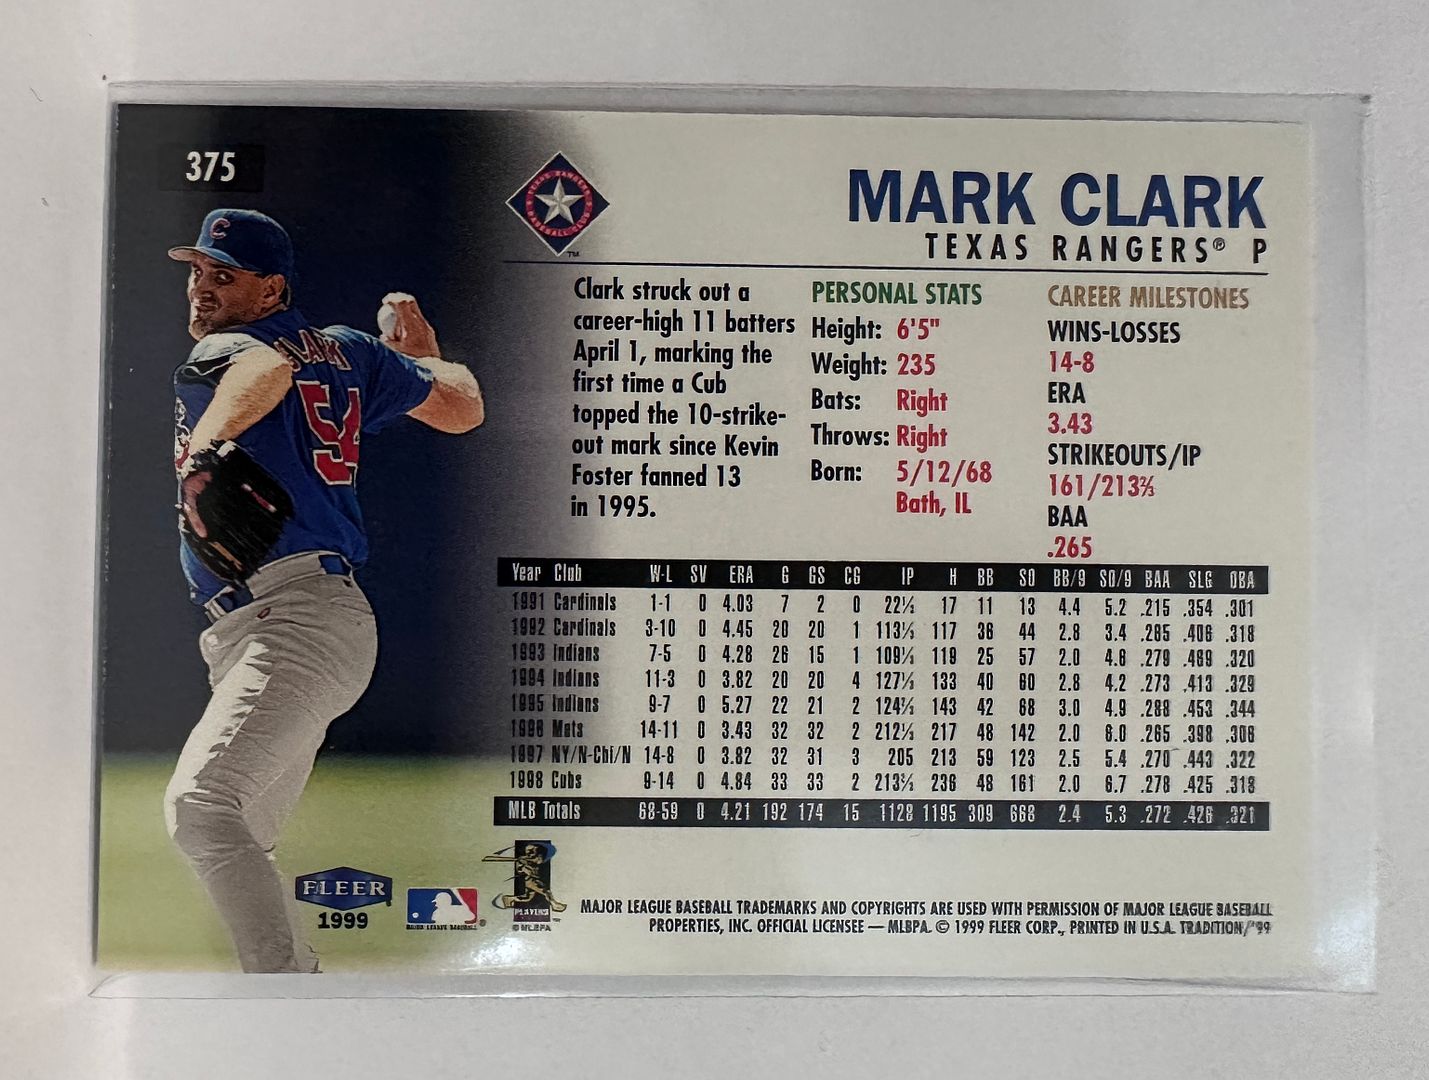 375
C
CLARK
54
TEXAS RANGERS
BASEBALL CLUB
TM
MARK CLARK
TEXAS RANGERS® P
Clark struck out a
career-high 11 batters
April 1, marking the
first time a Cub
topped the 10-strike-
out mark since Kevin
Foster fanned 13
in 1995.
PERSONAL STATS
Height: 6'5"
Weight: 235
Bats: Right
Throws: Right
Born: 5/12/68
Bath, IL
CAREER MILESTONES
WINS-LOSSES
14-8
ERA
3.43
STRIKEOUTS/IP
161/213⅔
BAA
.265
Year Club W-L SV ERA G GS CG IP H BB SO BB/9 SO/9 BAA SLG OBA
1991 Cardinals 1-1 0 4.03 7 2 0 22⅓ 17 11 13 4.4 5.2 .215 .354 .301
1992 Cardinals 3-10 0 4.45 20 20 1 113⅓ 117 36 44 2.8 3.4 .265 .406 .318
1993 Indians 7-5 0 4.28 26 15 1 109⅓ 119 25 57 2.0 4.6 .279 .469 .320
1994 Indians 11-3 0 3.82 20 20 4 127⅓ 133 40 60 2.8 4.2 .273 .413 .329
1995 Indians 9-7 0 5.27 22 21 2 124⅔ 143 42 68 3.0 4.9 .288 .453 .344
1996 Mets 14-11 0 3.43 32 32 2 212⅓ 217 48 142 2.0 6.0 .265 .398 .306
1997 NY/N-Chi/N 14-8 0 3.82 32 31 3 205 213 59 123 2.5 5.4 .270 .443 .322
1998 Cubs 9-14 0 4.84 33 33 2 213⅔ 236 48 161 2.0 6.7 .278 .425 .318
MLB Totals 68-59 0 4.21 192 174 15 1128 1195 309 668 2.4 5.3 .272 .426 .321
FLEER
1999
MAJOR LEAGUE BASEBALL
PLAYERS
© MLBPA
MAJOR LEAGUE BASEBALL TRADEMARKS AND COPYRIGHTS ARE USED WITH PERMISSION OF MAJOR LEAGUE BASEBALL
PROPERTIES, INC. OFFICIAL LICENSEE — MLBPA. © 1999 FLEER CORP., PRINTED IN U.S.A. TRADITION/'99